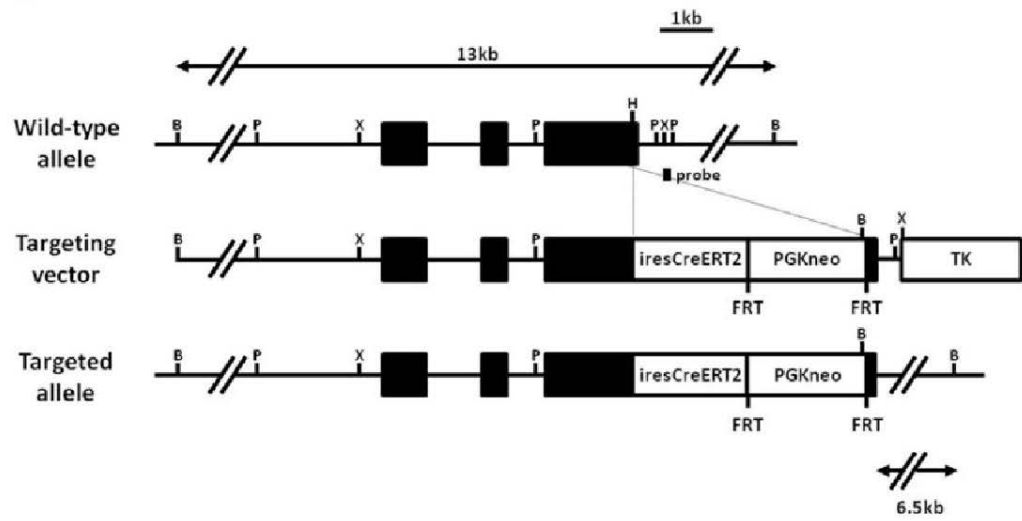 1kb
13kb
Wild-type
allele
B P X P H P X P B
probe
Targeting
vector
B P X P B P X
iresCreERT2 PGKneo TK
FRT FRT
Targeted
allele
B P X P B B
iresCreERT2 PGKneo
FRT FRT
6.5kb